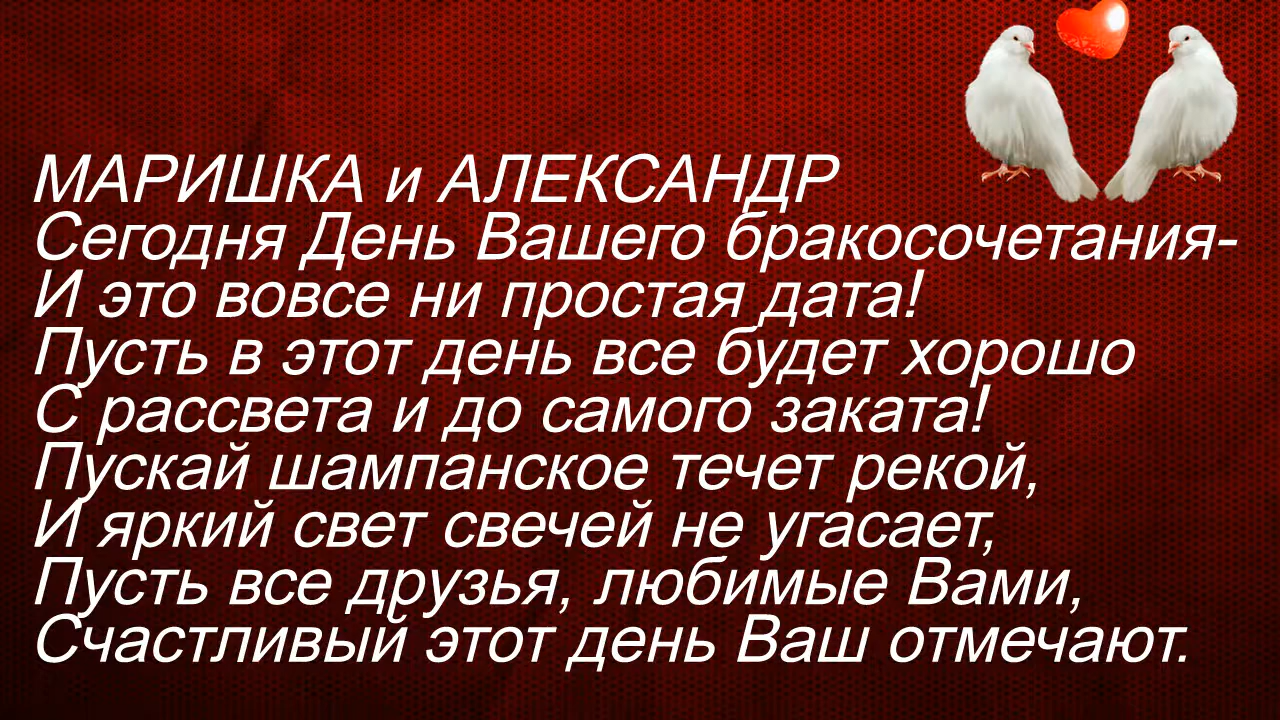 МАРИШКА и АЛЕКСАНДР
Сегодня День Вашего бракосочетания-
И это вовсе ни простая дата!
Пусть в этот день все будет хорошо
С рассвета и до самого заката!
Пускай шампанское течет рекой,
И яркий свет свечей не угасает,
Пусть все друзья, любимые Вами,
Счастливый этот день Ваш отмечают.